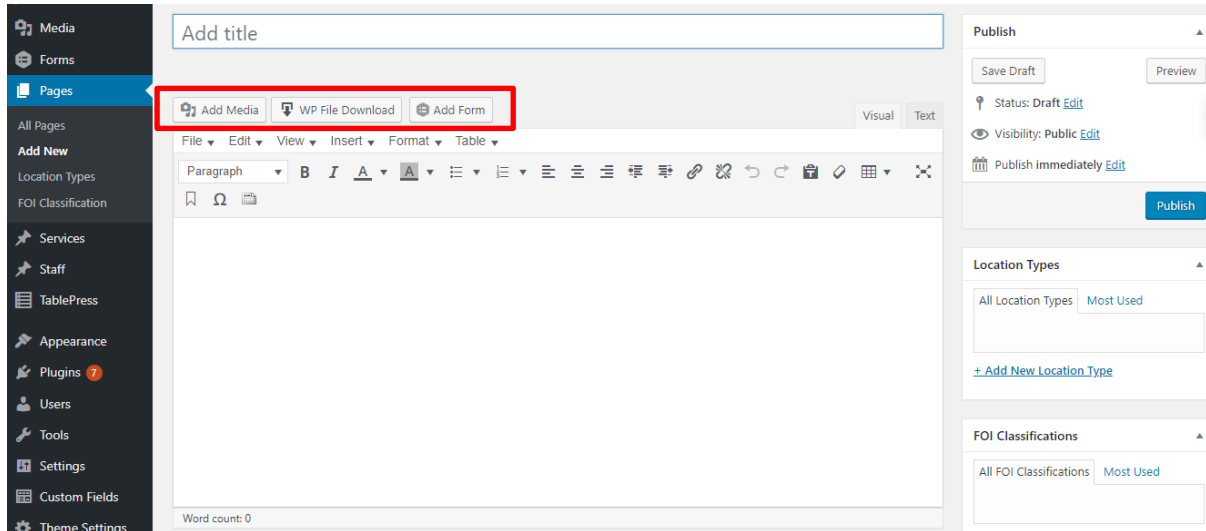 Media
Forms
Pages
All Pages
Add New
Location Types
FOI Classification
Services
Staff
TablePress
Appearance
Plugins 7
Users
Tools
Settings
Custom Fields
Theme Settings
Add title
Add Media WP File Download Add Form
Visual Text
File Edit View Insert Format Table
Paragraph B I A A
Ω
Word count: 0
Publish
Save Draft Preview
Status: Draft Edit
Visibility: Public Edit
Publish immediately Edit
Publish
Location Types
All Location Types Most Used
+ Add New Location Type
FOI Classifications
All FOI Classifications Most Used